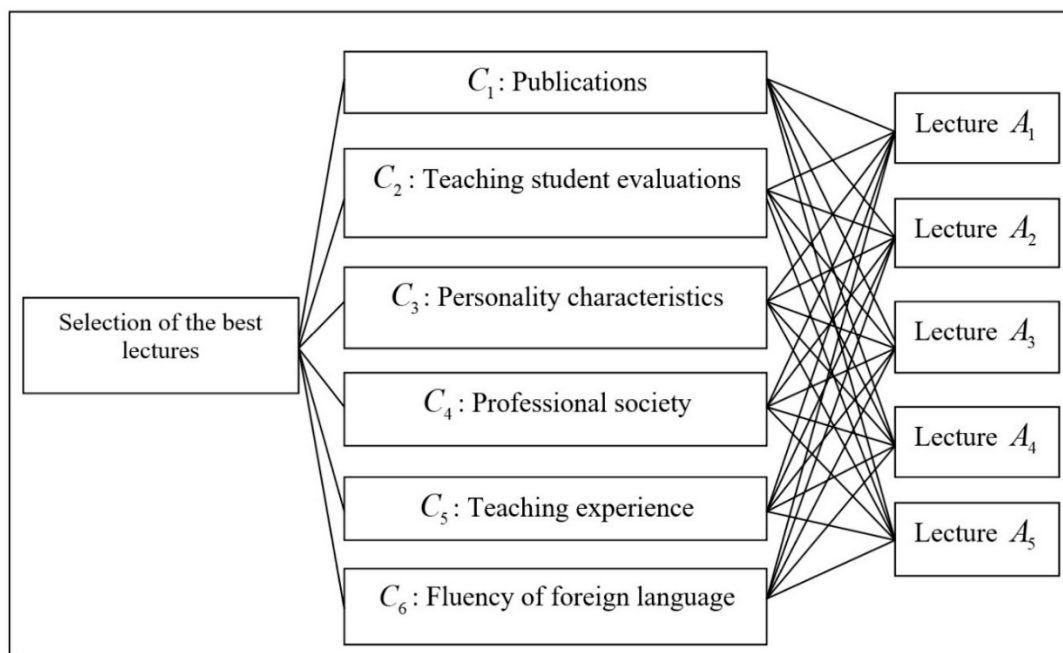 Selection of the best
lectures
C₁ : Publications
C₂ : Teaching student evaluations
C₃ : Personality characteristics
C₄ : Professional society
C₅ : Teaching experience
C₆ : Fluency of foreign language
Lecture A₁
Lecture A₂
Lecture A₃
Lecture A₄
Lecture A₅